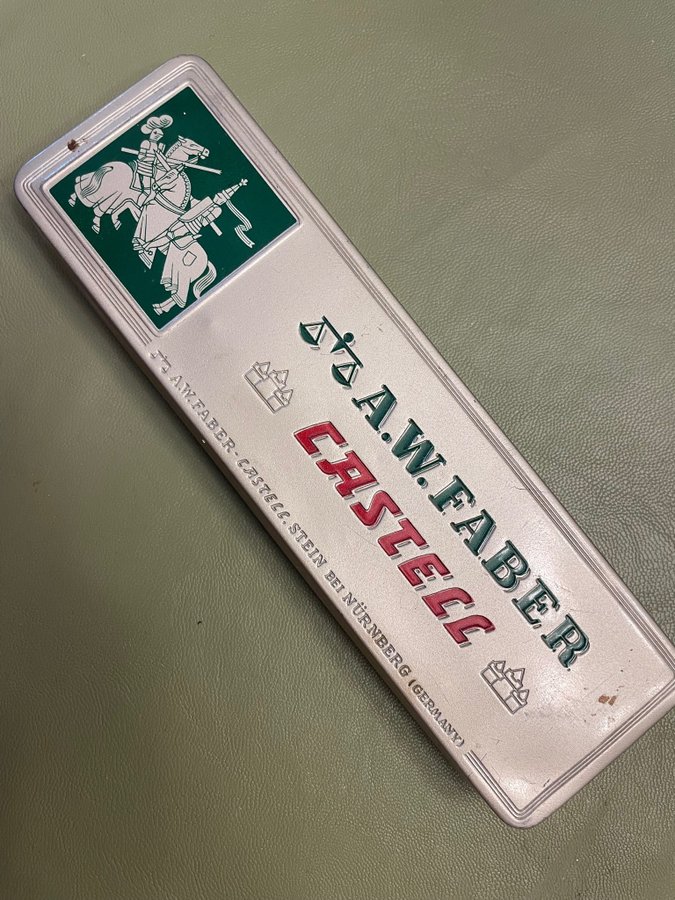 A.W.FABER
CASTELL
A.W.FABER-CASTELL.STEIN BEI NÜRNBERG (GERMANY)